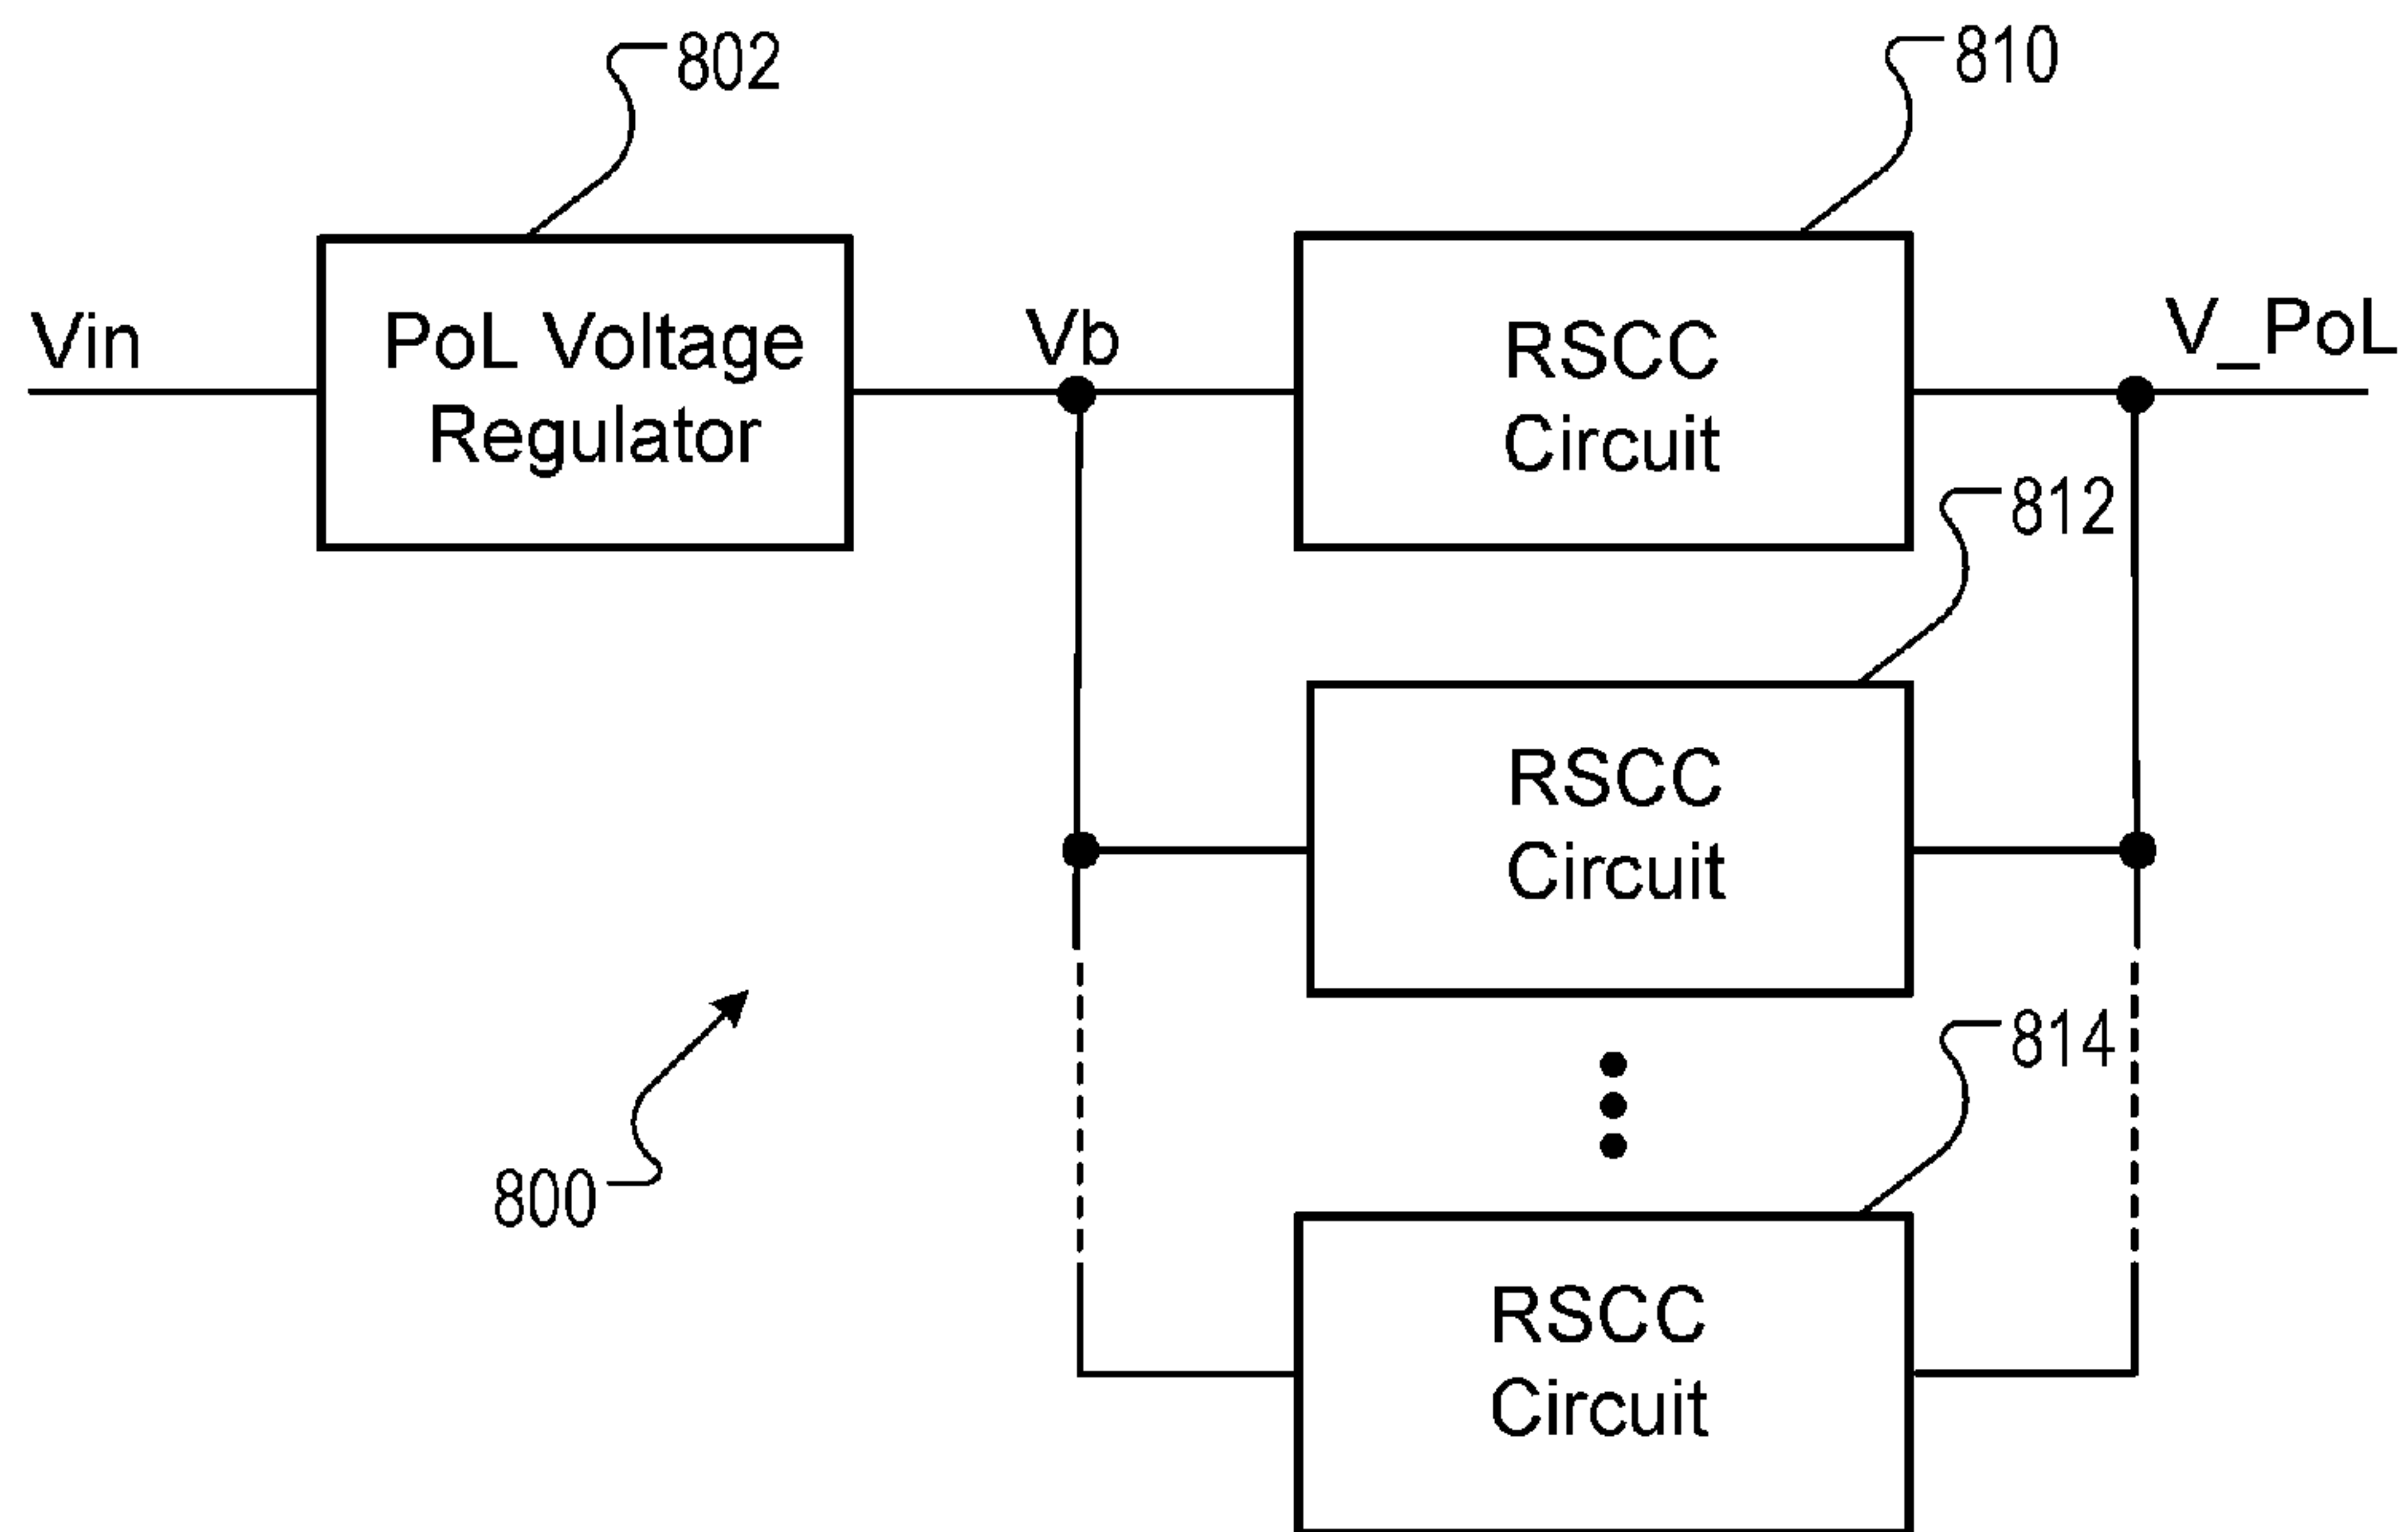 802
810
Vin
PoL Voltage
Regulator
Vb
RSCC
Circuit
V_PoL
812
RSCC
Circuit
814
800
RSCC
Circuit